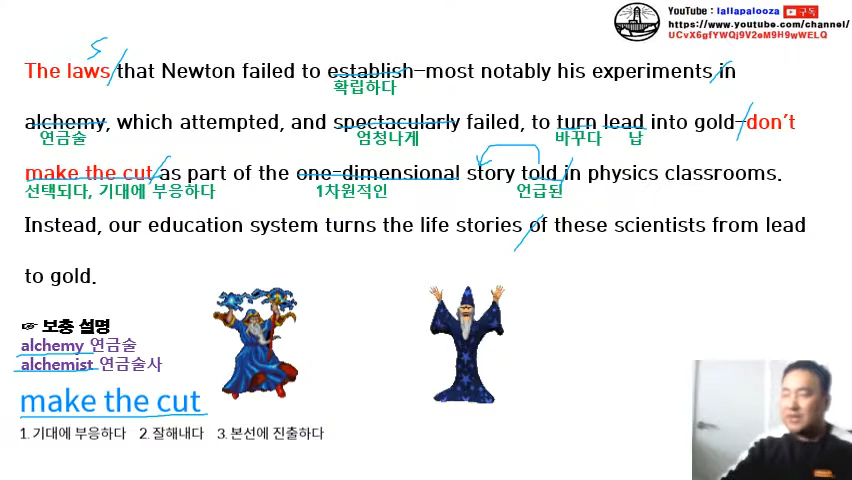 YouTube : lallapalooza 구독
https://www.youtube.com/channel/
UCvX6gfYWQj9V2eM9H9wWELQ
The laws that Newton failed to establish–most notably his experiments in
확립하다
alchemy, which attempted, and spectacularly failed, to turn lead into gold–don't
연금술 엄청나게 바꾸다 납
make the cut as part of the one-dimensional story told in physics classrooms.
선택되다, 기대에 부응하다 1차원적인 언급된
Instead, our education system turns the life stories of these scientists from lead
to gold.
☞ 보충 설명
alchemy 연금술
alchemist 연금술사
make the cut
1. 기대에 부응하다 2. 잘해내다 3. 본선에 진출하다